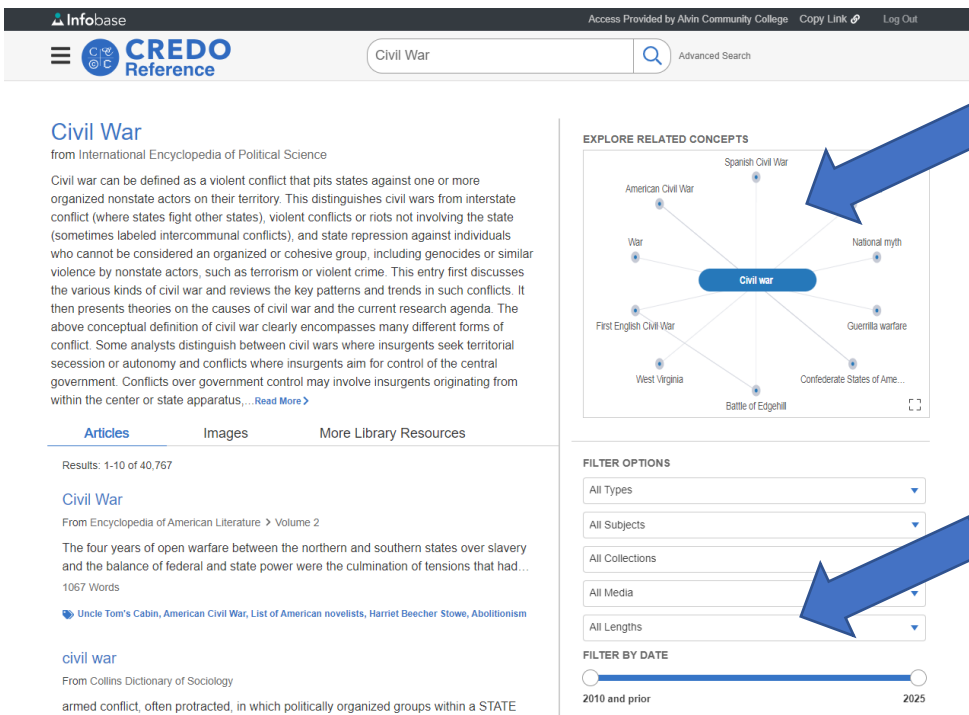 Infobase
Access Provided by Alvin Community College Copy Link Log Out
CREDO
Reference
Civil War
Advanced Search
Civil War
from International Encyclopedia of Political Science
Civil war can be defined as a violent conflict that pits states against one or more
organized nonstate actors on their territory. This distinguishes civil wars from interstate
conflict (where states fight other states), violent conflicts or riots not involving the state
(sometimes labeled intercommunal conflicts), and state repression against individuals
who cannot be considered an organized or cohesive group, including genocides or similar
violence by nonstate actors, such as terrorism or violent crime. This entry first discusses
the various kinds of civil war and reviews the key patterns and trends in such conflicts. It
then presents theories on the causes of civil war and the current research agenda. The
above conceptual definition of civil war clearly encompasses many different forms of
conflict. Some analysts distinguish between civil wars where insurgents seek territorial
secession or autonomy and conflicts where insurgents aim for control of the central
government. Conflicts over government control may involve insurgents originating from
within the center or state apparatus,...Read More >
Articles Images More Library Resources
Results: 1-10 of 40,767
Civil War
From Encyclopedia of American Literature > Volume 2
The four years of open warfare between the northern and southern states over slavery
and the balance of federal and state power were the culmination of tensions that had…
1067 Words
Uncle Tom's Cabin, American Civil War, List of American novelists, Harriet Beecher Stowe, Abolitionism
civil war
From Collins Dictionary of Sociology
armed conflict, often protracted, in which politically organized groups within a STATE
EXPLORE RELATED CONCEPTS
Spanish Civil War
American Civil War
War
National myth
Civil war
First English Civil War
Guerrilla warfare
West Virginia
Confederate States of Ame...
Battle of Edgehill
FILTER OPTIONS
All Types
All Subjects
All Collections
All Media
All Lengths
FILTER BY DATE
2010 and prior 2025